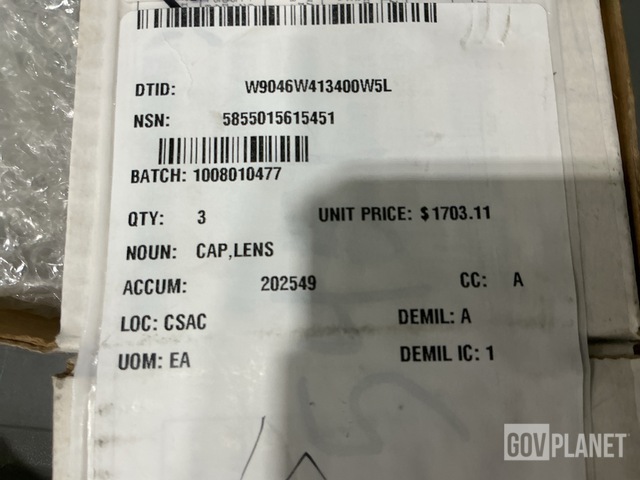 DTID: W9046W413400W5L
NSN: 5855015615451
BATCH: 1008010477
QTY: 3 UNIT PRICE: $1703.11
NOUN: CAP,LENS
ACCUM: 202549 CC: A
LOC: CSAC DEMIL: A
UOM: EA DEMIL IC: 1
GOVPLANET